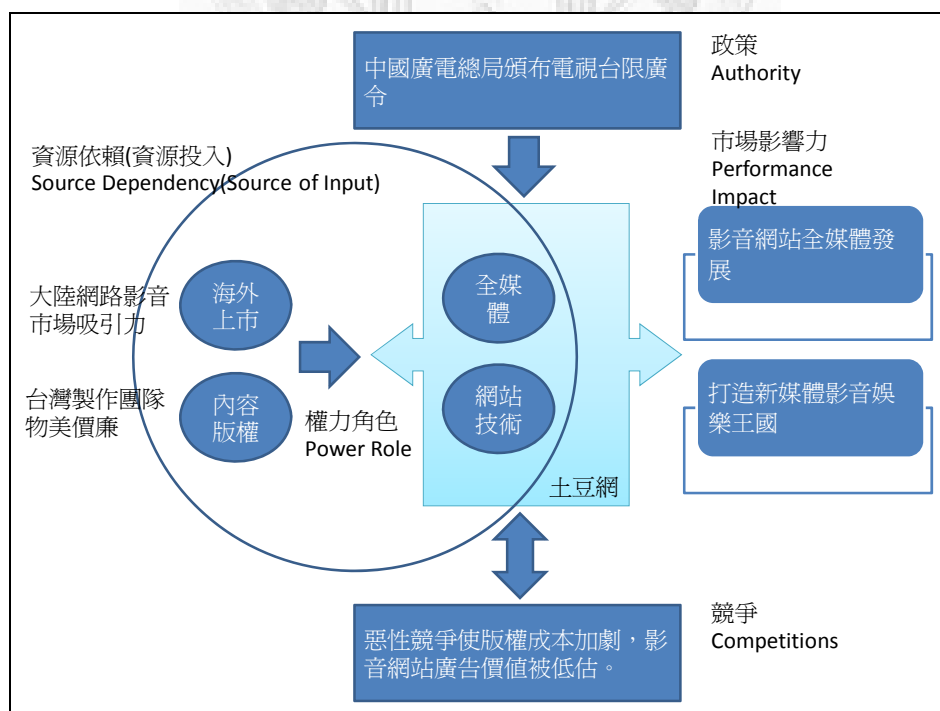 中國廣電總局頒布電視台限廣
令
政策
Authority
資源依賴(資源投入)
Source Dependency(Source of Input)
市場影響力
Performance
Impact
影音網站全媒體發
展
大陸網路影音
市場吸引力
海外
上市
全媒
體
台灣製作團隊
物美價廉
內容
版權
權力角色
Power Role
網站
技術
打造新媒體影音娛
樂王國
土豆網
惡性競爭使版權成本加劇，影
音網站廣告價值被低估。
競爭
Competitions